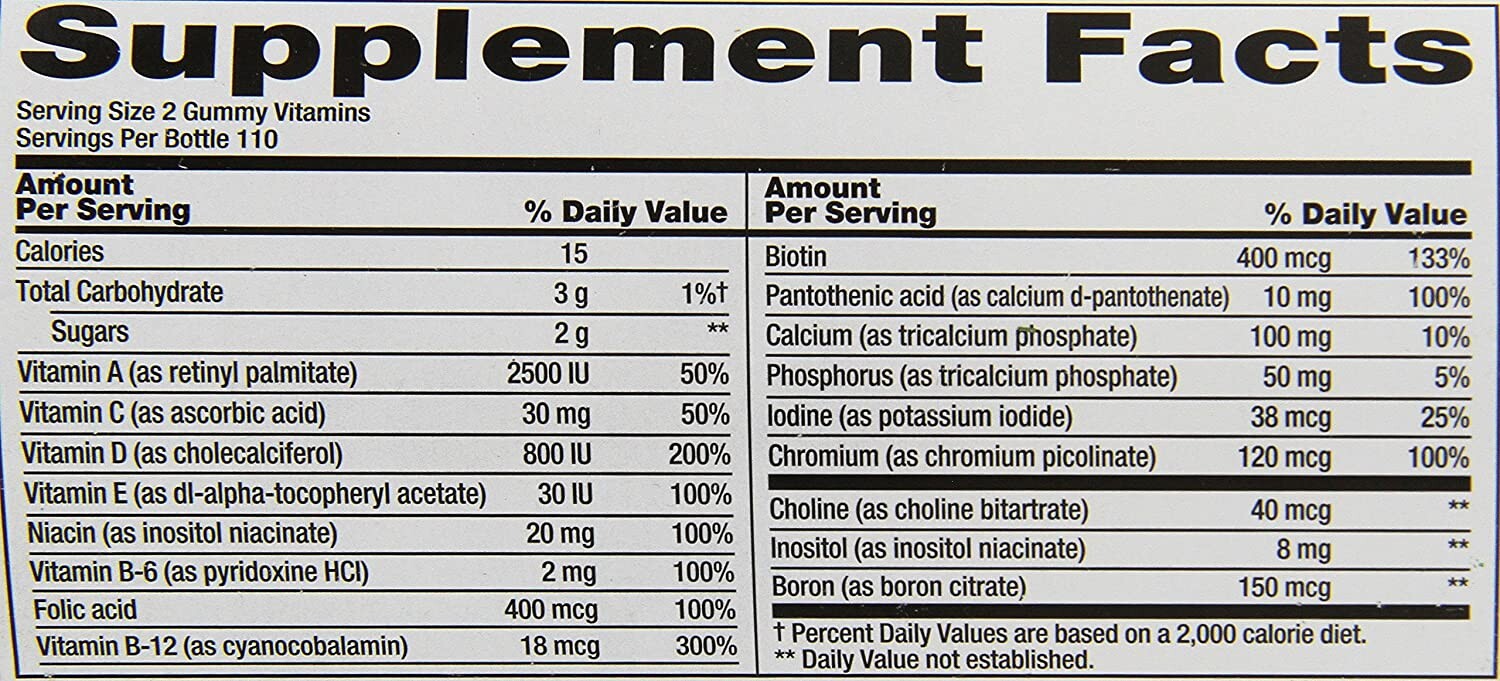 Supplement Facts
Serving Size 2 Gummy Vitamins
Servings Per Bottle 110
Amount
Per Serving % Daily Value
Calories 15
Total Carbohydrate 3 g 1%†
Sugars 2 g **
Vitamin A (as retinyl palmitate) 2500 IU 50%
Vitamin C (as ascorbic acid) 30 mg 50%
Vitamin D (as cholecalciferol) 800 IU 200%
Vitamin E (as dl-alpha-tocopheryl acetate) 30 IU 100%
Niacin (as inositol niacinate) 20 mg 100%
Vitamin B-6 (as pyridoxine HCl) 2 mg 100%
Folic acid 400 mcg 100%
Vitamin B-12 (as cyanocobalamin) 18 mcg 300%
Amount
Per Serving % Daily Value
Biotin 400 mcg 133%
Pantothenic acid (as calcium d-pantothenate) 10 mg 100%
Calcium (as tricalcium phosphate) 100 mg 10%
Phosphorus (as tricalcium phosphate) 50 mg 5%
Iodine (as potassium iodide) 38 mcg 25%
Chromium (as chromium picolinate) 120 mcg 100%
Choline (as choline bitartrate) 40 mcg **
Inositol (as inositol niacinate) 8 mg **
Boron (as boron citrate) 150 mcg **
† Percent Daily Values are based on a 2,000 calorie diet.
** Daily Value not established.